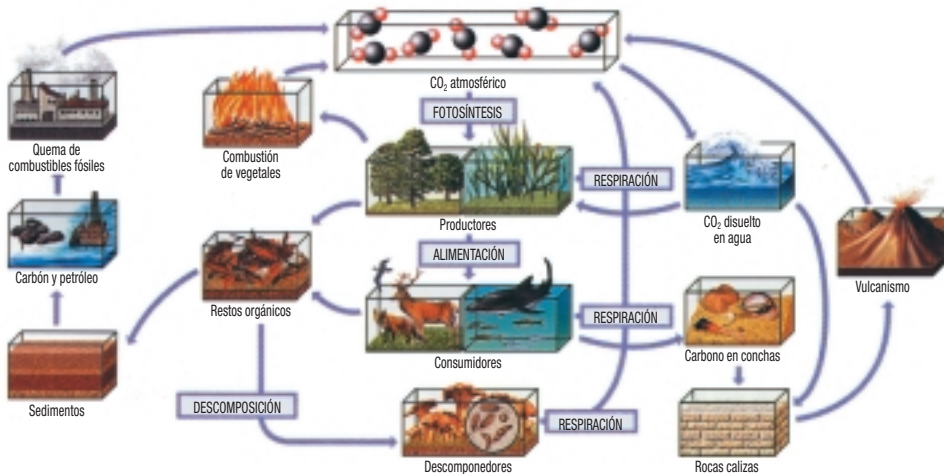 CO₂ atmosférico
FOTOSÍNTESIS
Quema de
combustibles fósiles
Combustión
de vegetales
RESPIRACIÓN
Productores
CO₂ disuelto
en agua
ALIMENTACIÓN
Carbón y petróleo
Restos orgánicos
Vulcanismo
RESPIRACIÓN
Consumidores
Carbono en conchas
Sedimentos
DESCOMPOSICIÓN
RESPIRACIÓN
Descomponedores
Rocas calizas